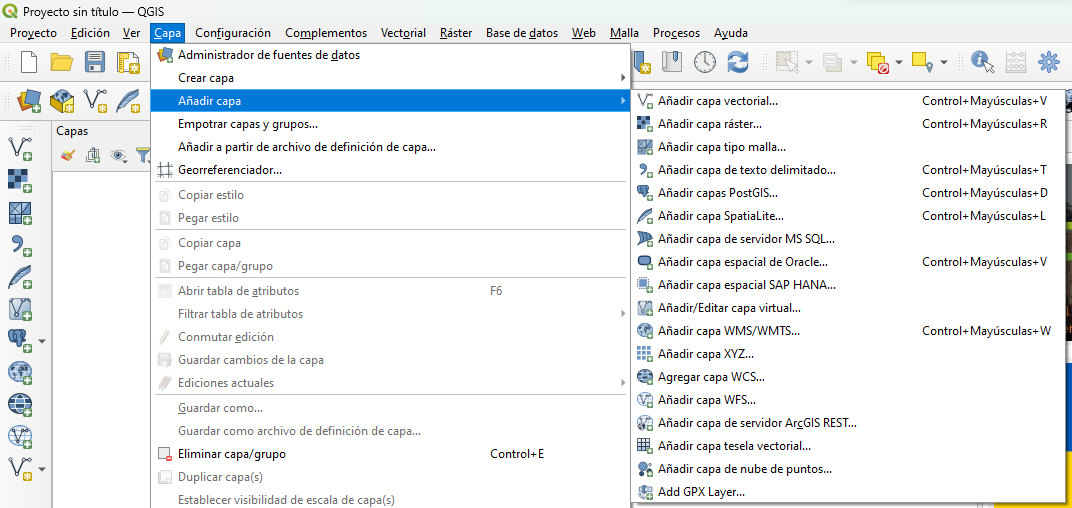 Proyecto sin título — QGIS
Proyecto Edición Ver Capa Configuración Complementos Vectorial Ráster Base de datos Web Malla Procesos Ayuda
Capas
Administrador de fuentes de datos
Crear capa
Añadir capa
Empotrar capas y grupos...
Añadir a partir de archivo de definición de capa...
Georreferenciador...
Copiar estilo
Pegar estilo
Copiar capa
Pegar capa/grupo
Abrir tabla de atributos F6
Filtrar tabla de atributos
Conmutar edición
Guardar cambios de la capa
Ediciones actuales
Guardar como...
Guardar como archivo de definición de capa...
Eliminar capa/grupo Control+E
Duplicar capa(s)
Establecer visibilidad de escala de capa(s)
Añadir capa vectorial... Control+Mayúsculas+V
Añadir capa ráster... Control+Mayúsculas+R
Añadir capa tipo malla...
Añadir capa de texto delimitado... Control+Mayúsculas+T
Añadir capas PostGIS... Control+Mayúsculas+D
Añadir capa SpatiaLite... Control+Mayúsculas+L
Añadir capa de servidor MS SQL...
Añadir capa espacial de Oracle... Control+Mayúsculas+V
Añadir capa espacial SAP HANA...
Añadir/Editar capa virtual...
Añadir capa WMS/WMTS... Control+Mayúsculas+W
Añadir capa XYZ...
Agregar capa WCS...
Añadir capa WFS...
Añadir capa de servidor ArcGIS REST...
Añadir capa tesela vectorial...
Añadir capa de nube de puntos...
Add GPX Layer...